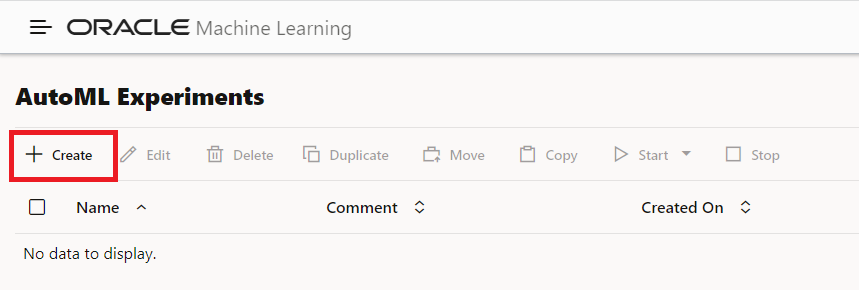 ORACLE Machine Learning
AutoML Experiments
Create Edit Delete Duplicate Move Copy Start Stop
Name Comment Created On
No data to display.